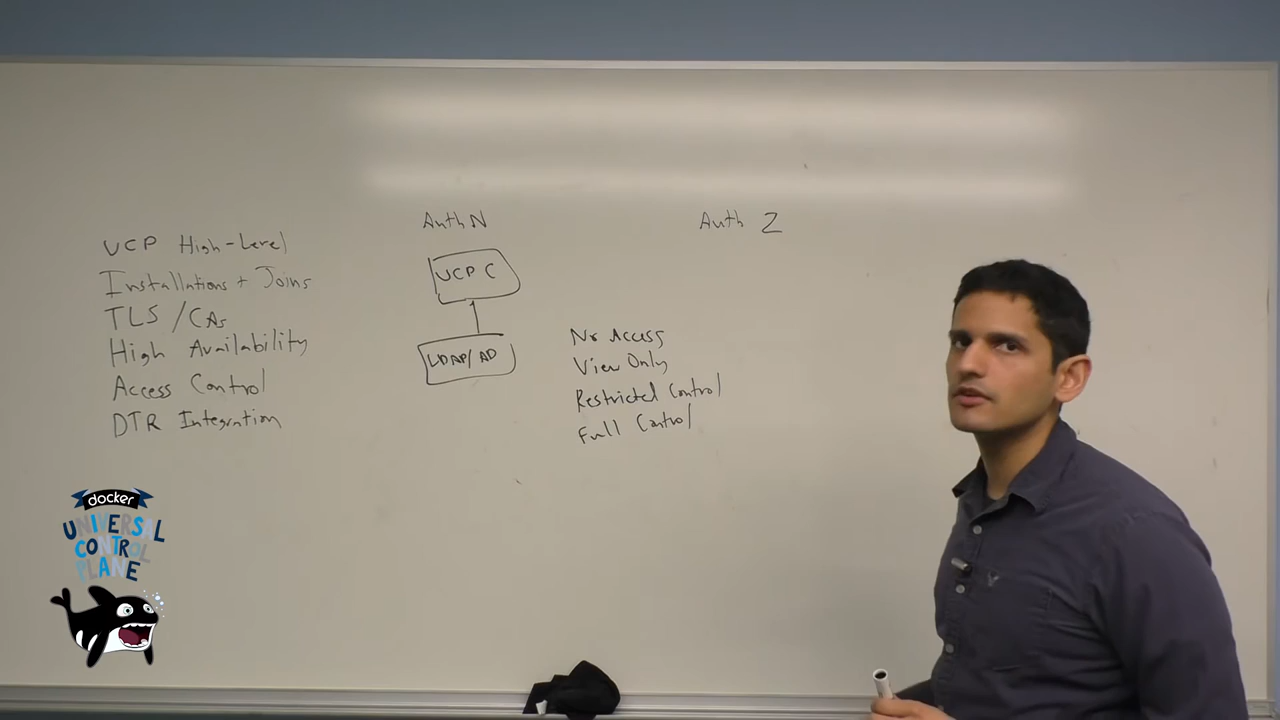 UCP High-Level
Installations + Joins
TLS / CAs
High Availability
Access Control
DTR Integration
AuthN
UCP C
LDAP/AD
Auth Z
No Access
View Only
Restricted Control
Full Control
docker
UNIVERSAL
CONTROL
PLANE